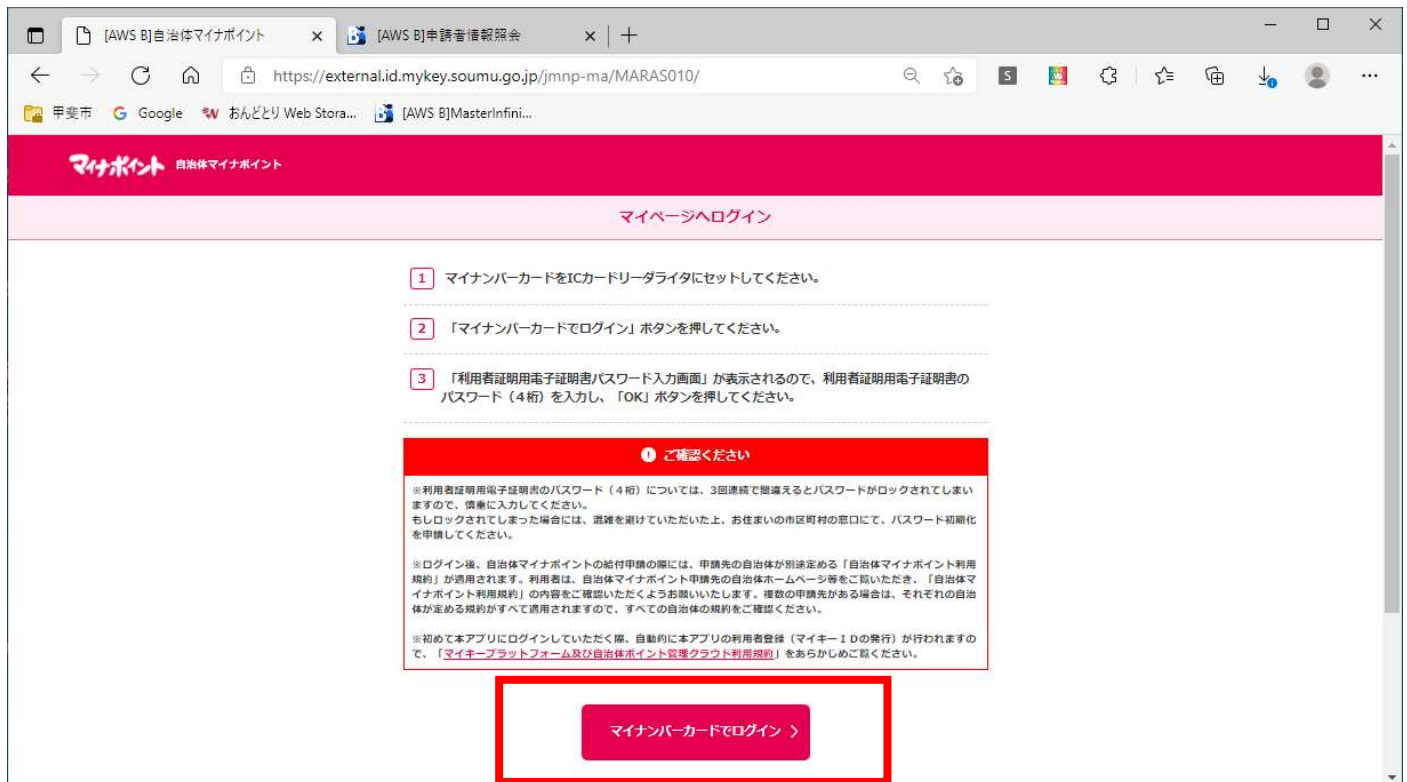 [AWS B]自治体マイナポイント
[AWS B]申請者情報照会
https://external.id.mykey.soumu.go.jp/jmnp-ma/MARAS010/
甲斐市
Google
おんどとり Web Stora...
[AWS B]MasterInfini...
マイナポイント 自治体マイナポイント
マイページへログイン
1 マイナンバーカードをICカードリーダライタにセットしてください。
2 「マイナンバーカードでログイン」ボタンを押してください。
3 「利用者証明用電子証明書パスワード入力画面」が表示されるので、利用者証明用電子証明書の
パスワード（4桁）を入力し、「OK」ボタンを押してください。
ご確認ください
※利用者証明用電子証明書のパスワード（4桁）については、3回連続で間違えるとパスワードがロックされてしまい
ますので、慎重に入力してください。
もしロックされてしまった場合には、混雑を避けていただいた上、お住まいの市区町村の窓口にて、パスワード初期化
を申請してください。
※ログイン後、自治体マイナポイントの給付申請の際には、申請先の自治体が別途定める「自治体マイナポイント利用
規約」が適用されます。利用者は、自治体マイナポイント申請先の自治体ホームページ等をご覧いただき、「自治体マ
イナポイント利用規約」の内容をご確認いただくようお願いいたします。複数の申請先がある場合は、それぞれの自治
体が定める規約がすべて適用されますので、すべての自治体の規約をご確認ください。
※初めて本アプリにログインしていただく際、自動的に本アプリの利用者登録（マイキーＩＤの発行）が行われますの
で、「マイキープラットフォーム及び自治体ポイント管理クラウド利用規約」をあらかじめご覧ください。
マイナンバーカードでログイン